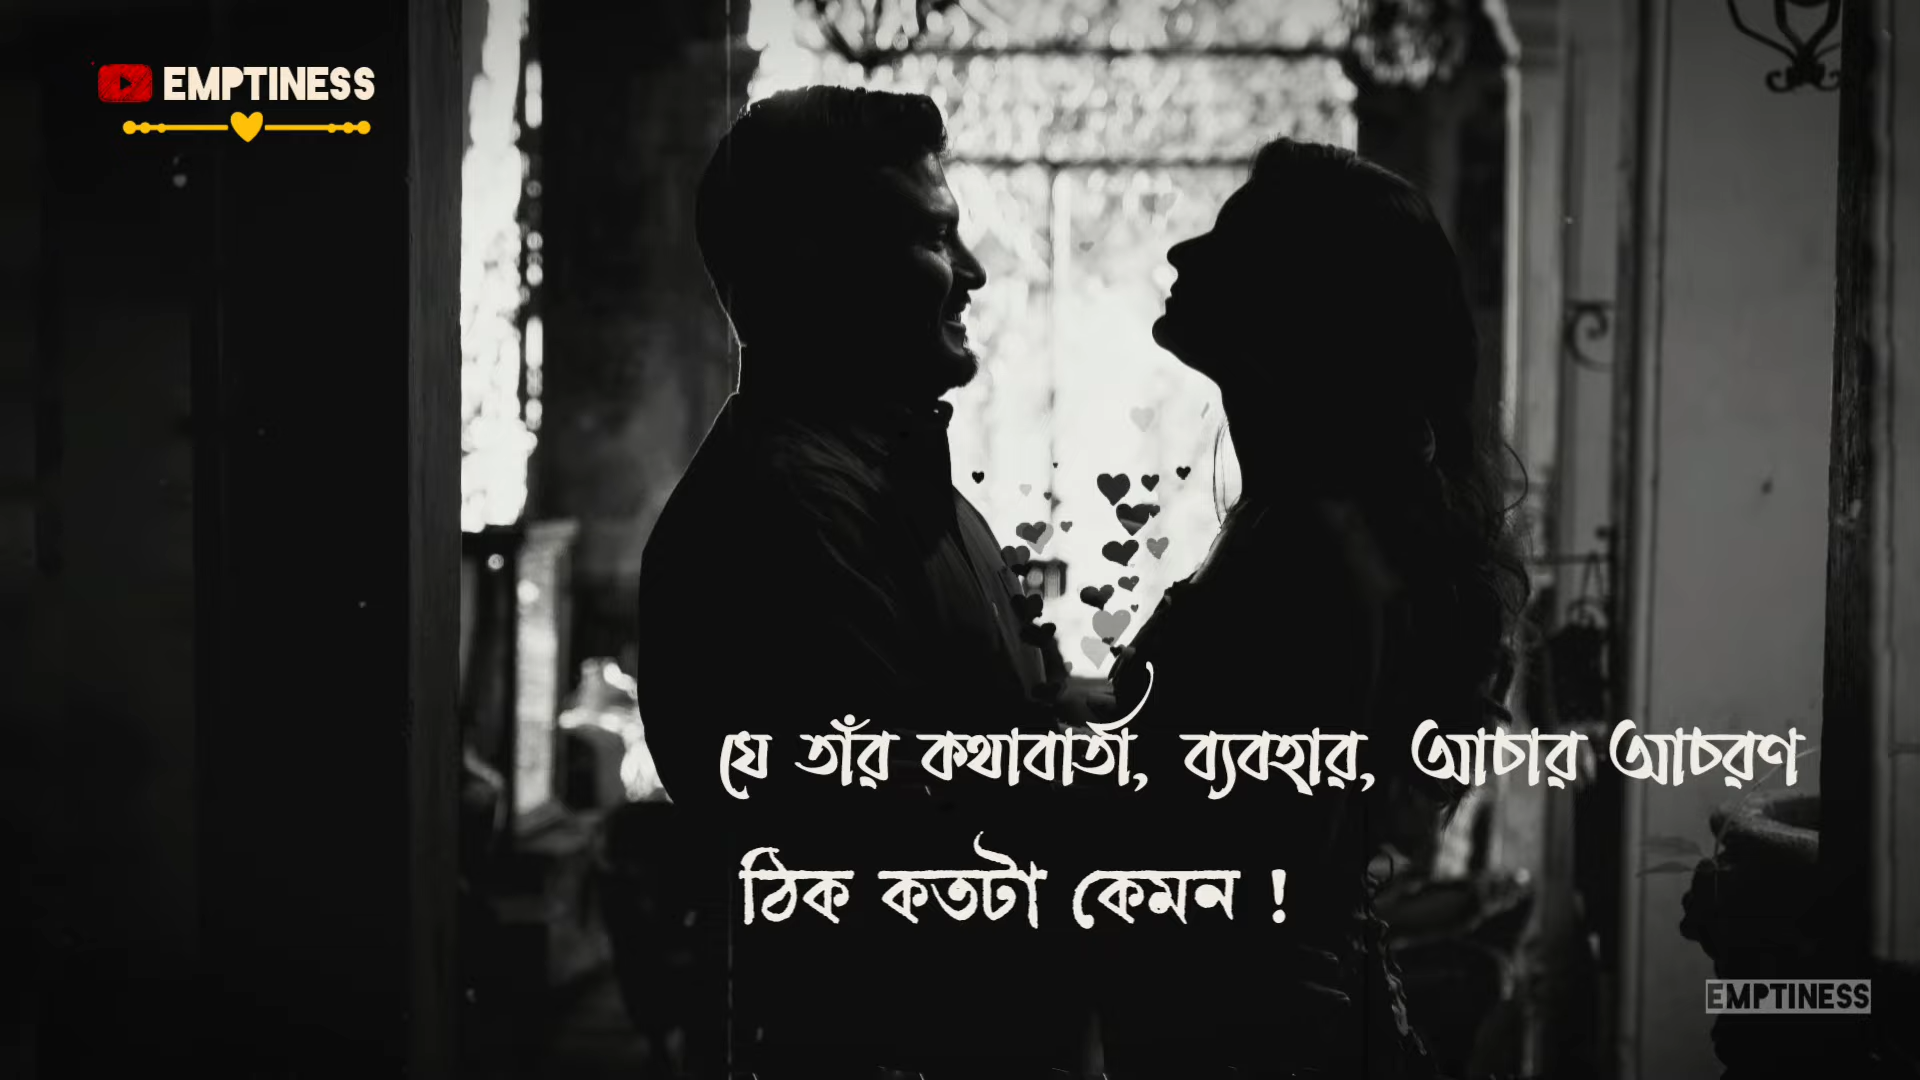 EMPTINESS
যে তাঁর কথাবার্তা, ব্যবহার, আচার আচরণ
ঠিক কতটা কেমন !
EMPTINESS